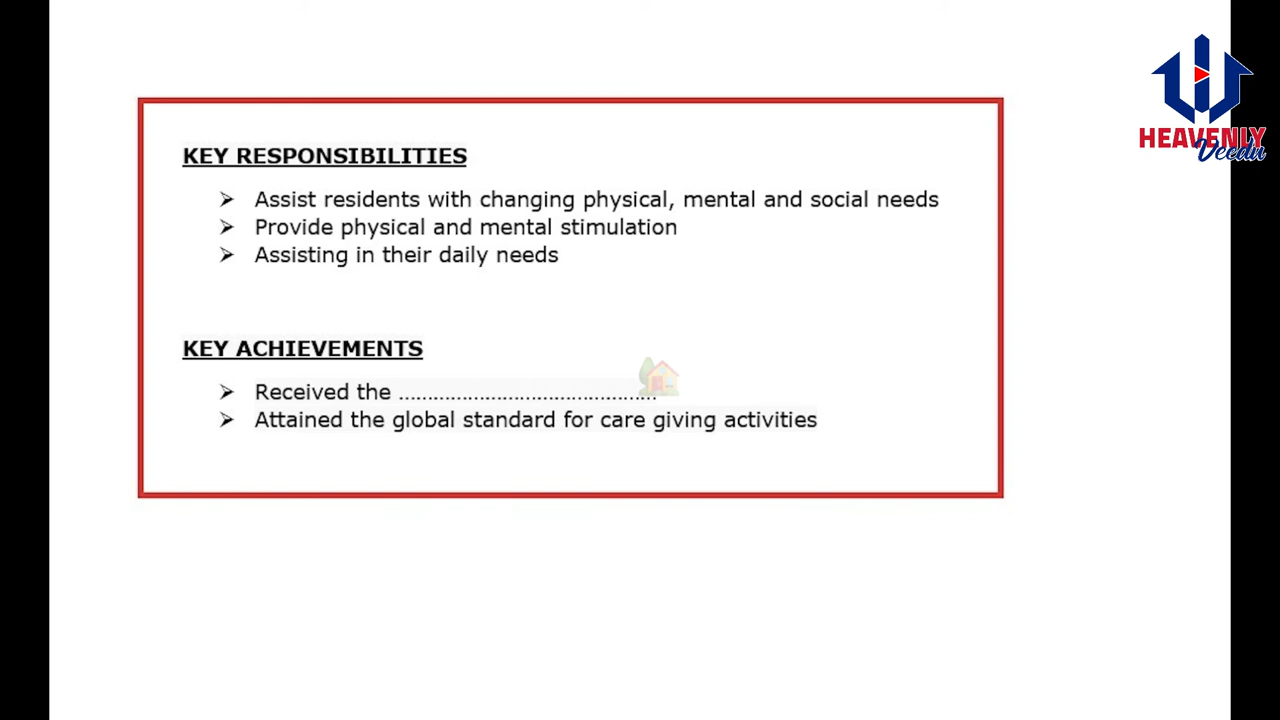 HEAVENLY
Veedu
KEY RESPONSIBILITIES
➢ Assist residents with changing physical, mental and social needs
➢ Provide physical and mental stimulation
➢ Assisting in their daily needs
KEY ACHIEVEMENTS
➢ Received the ................................................
➢ Attained the global standard for care giving activities